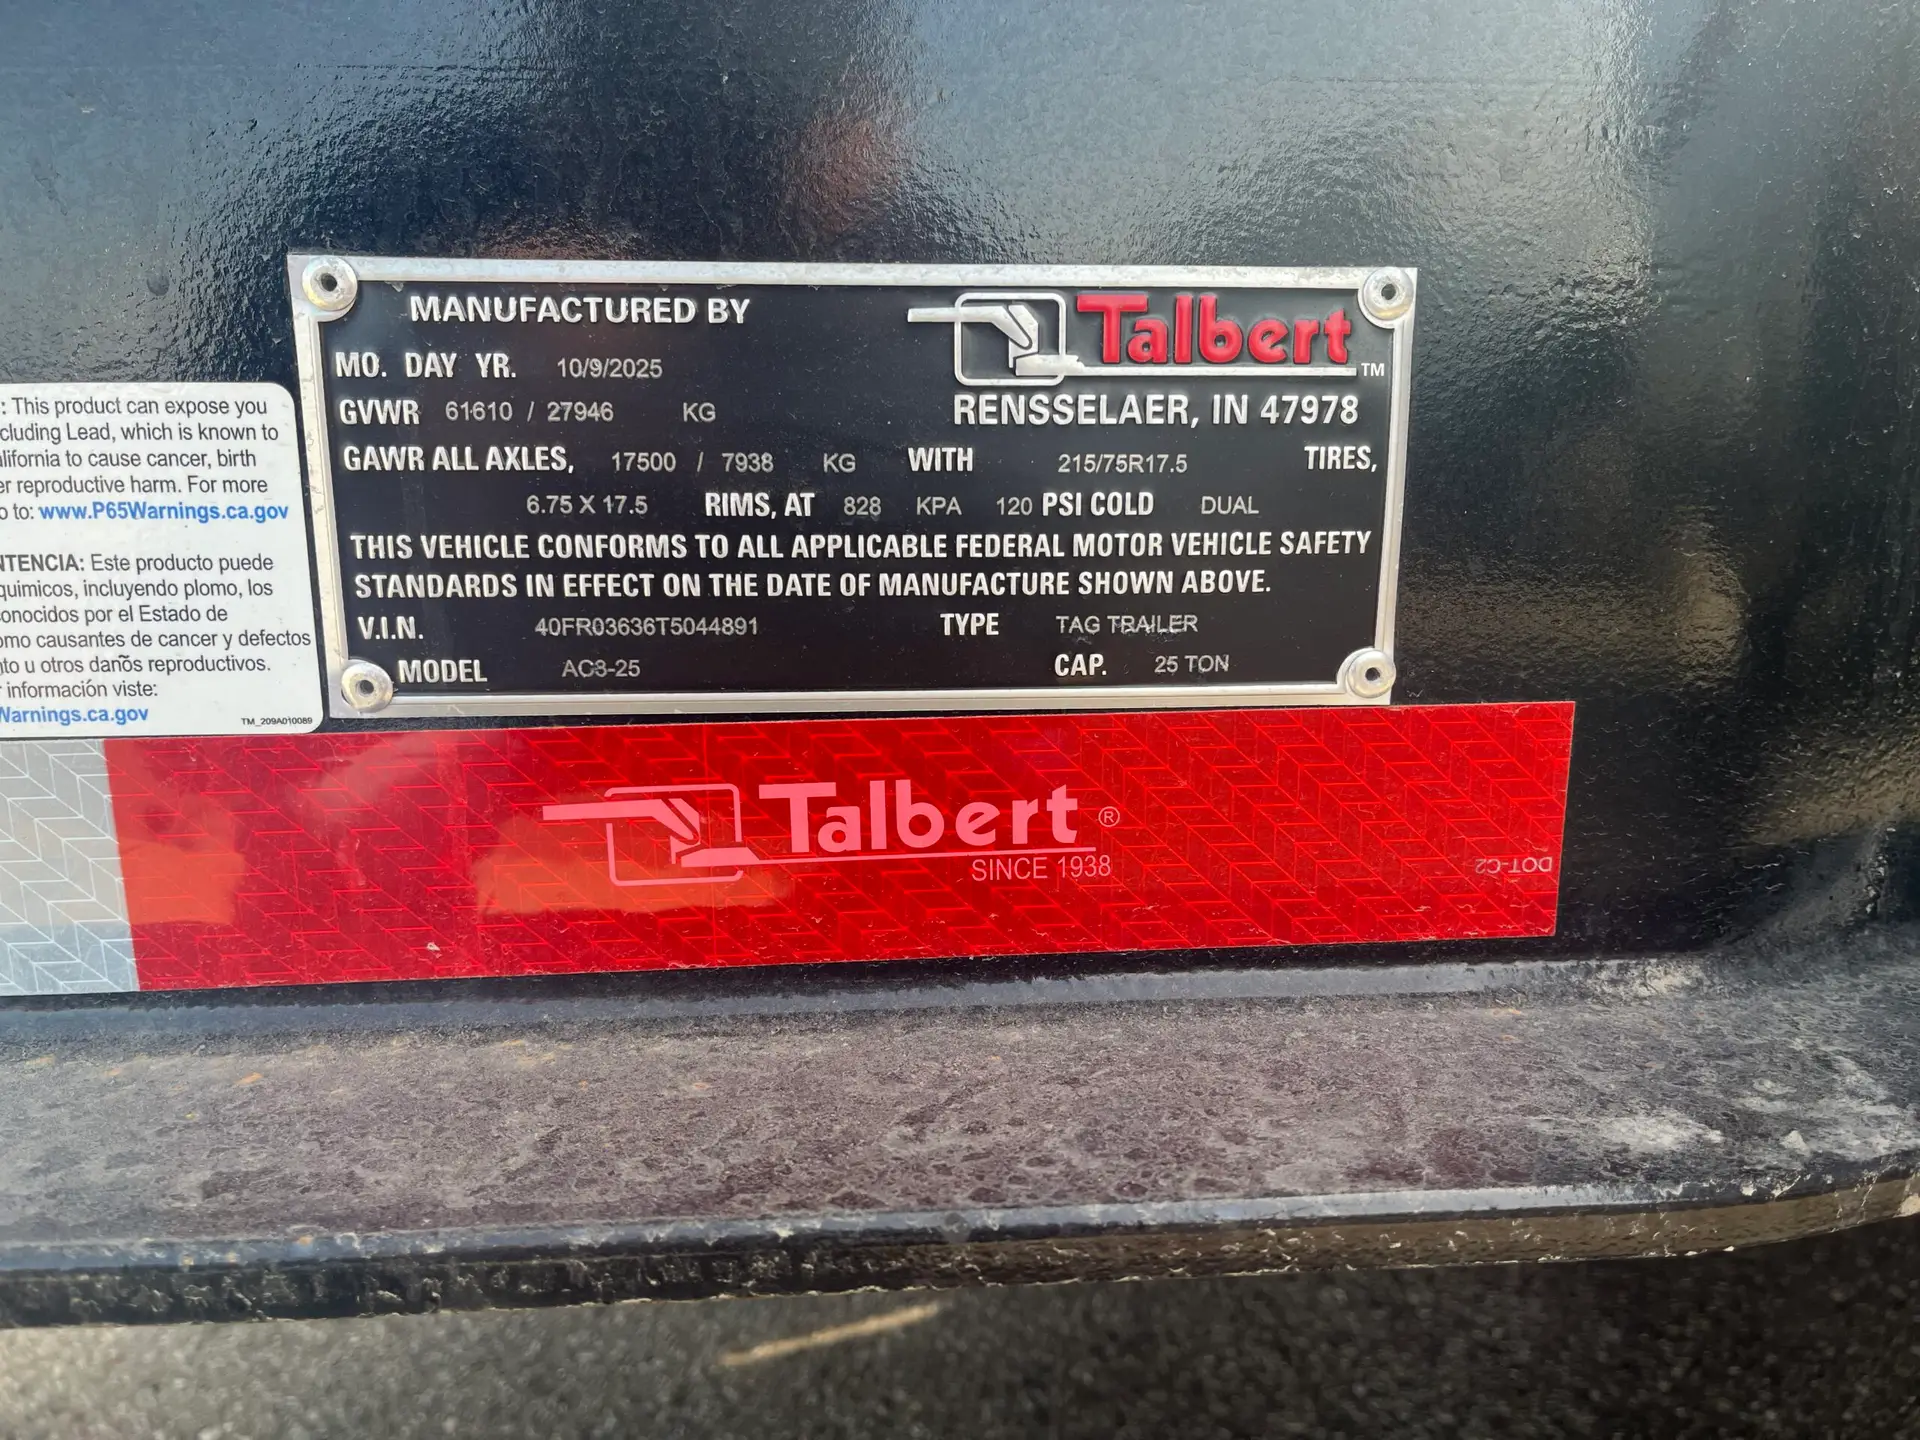 MANUFACTURED BY
Talbert™
MO. DAY YR. 10/9/2025
GVWR 61610 / 27946 KG
RENSSELAER, IN 47978
GAWR ALL AXLES, 17500 / 7938 KG WITH 215/75R17.5 TIRES,
6.75 X 17.5 RIMS, AT 828 KPA 120 PSI COLD DUAL
THIS VEHICLE CONFORMS TO ALL APPLICABLE FEDERAL MOTOR VEHICLE SAFETY
STANDARDS IN EFFECT ON THE DATE OF MANUFACTURE SHOWN ABOVE.
V.I.N. 40FR03636T5044891 TYPE TAG TRAILER
MODEL AC3-25 CAP. 25 TON
: This product can expose you
cluding Lead, which is known to
alifornia to cause cancer, birth
er reproductive harm. For more
o to: www.P65Warnings.ca.gov
NTENCIA: Este producto puede
químicos, incluyendo plomo, los
conocidos por el Estado de
omo causantes de cancer y defectos
nto u otros daños reproductivos.
r información viste:
Warnings.ca.gov
TM_209A010089
Talbert®
SINCE 1938
DOT-C2